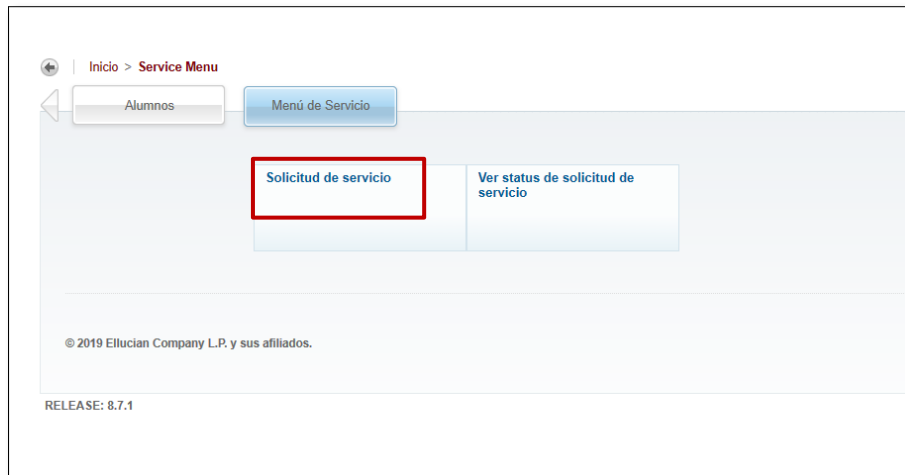 Inicio > Service Menu
Alumnos
Menú de Servicio
Solicitud de servicio
Ver status de solicitud de
servicio
© 2019 Ellucian Company L.P. y sus afiliados.
RELEASE: 8.7.1